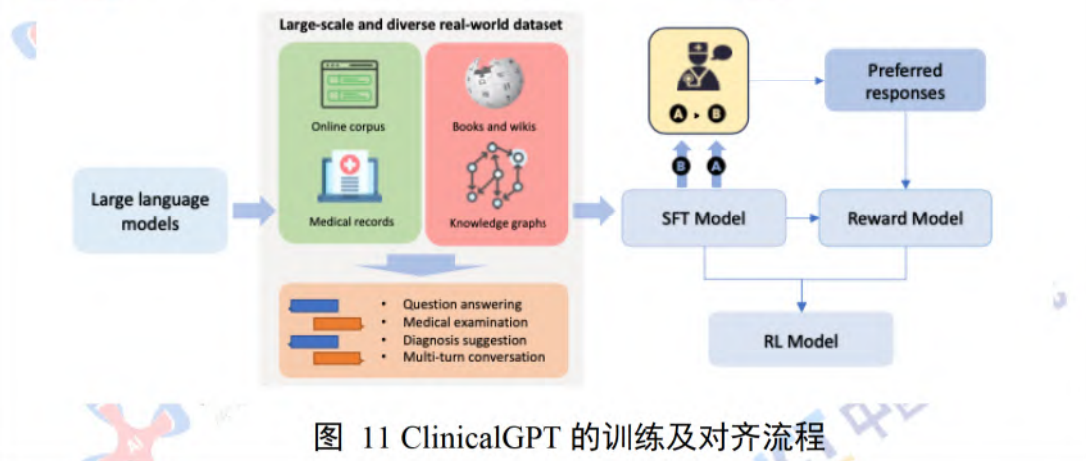 Large-scale and diverse real-world dataset
Online corpus
Books and wikis
Medical records
Knowledge graphs
Large language
models
• Question answering
• Medical examination
• Diagnosis suggestion
• Multi-turn conversation
A > B
B A
SFT Model
Preferred
responses
Reward Model
RL Model
AI
图 11 ClinicalGPT 的训练及对齐流程